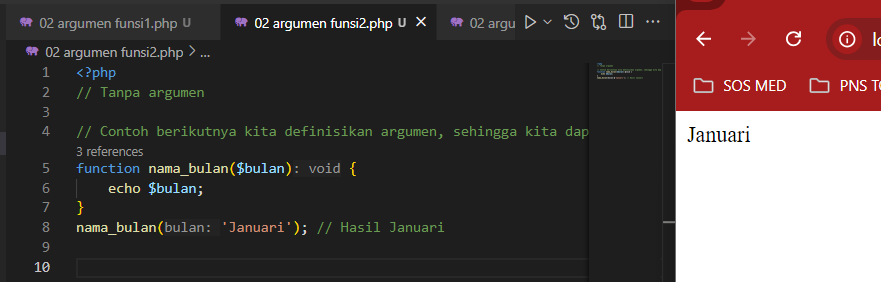 02 argumen funsi1.php U
02 argumen funsi2.php U
02 argu
02 argumen funsi2.php > ...
1 <?php
2 // Tanpa argumen
3
4 // Contoh berikutnya kita definisikan argumen, sehingga kita dap
3 references
5 function nama_bulan($bulan): void {
6 echo $bulan;
7 }
8 nama_bulan(bulan: 'Januari'); // Hasil Januari
9
10
lo
SOS MED
PNS TO
Januari